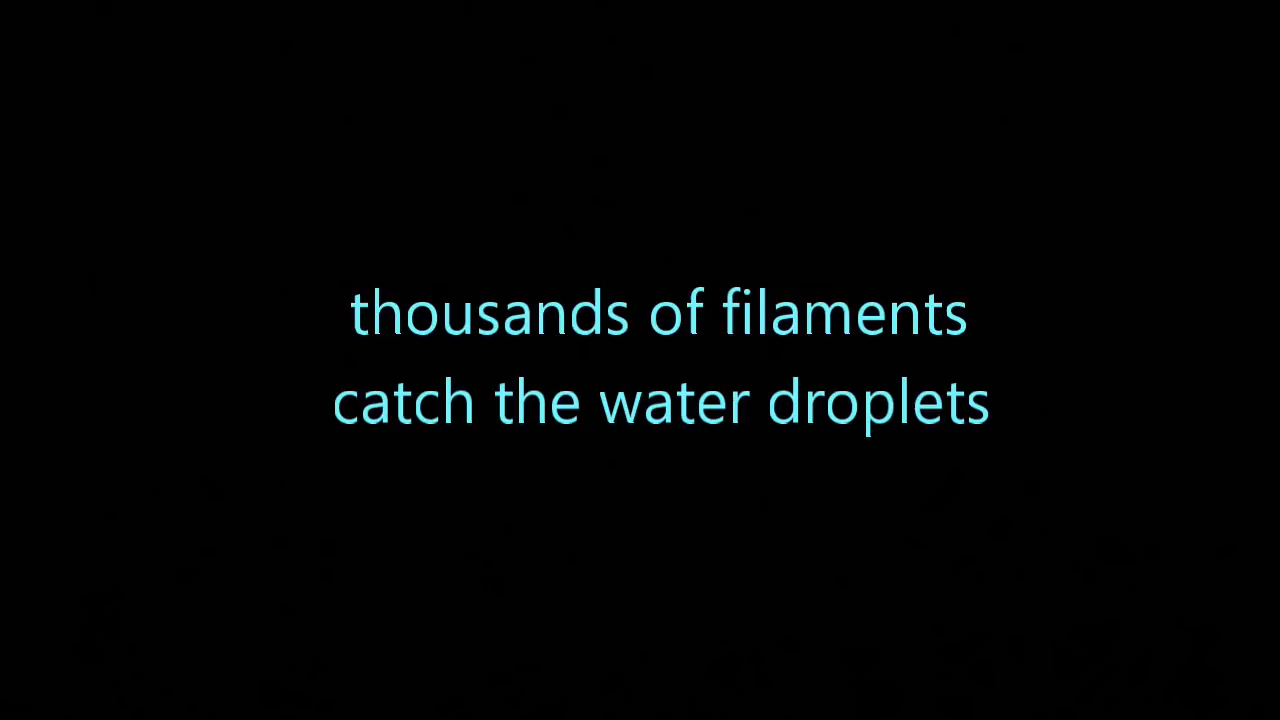 thousands of filaments
catch the water droplets